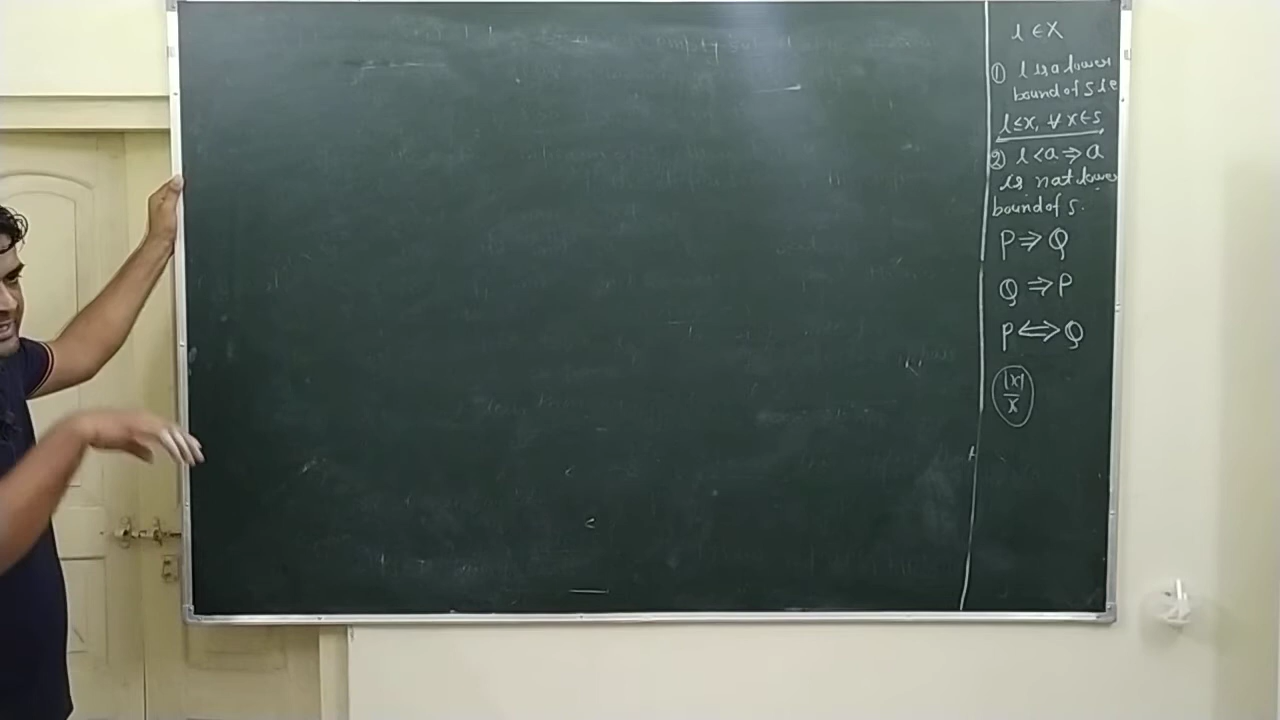 l ∈ X
① l is a lower
bound of S i.e
l ≤ x, ∀ x ∈ S
② l < a ⇒ a
is not lower
bound of S.
P ⇒ Q
Q ⇒ P
P ⇔ Q
|x|
x